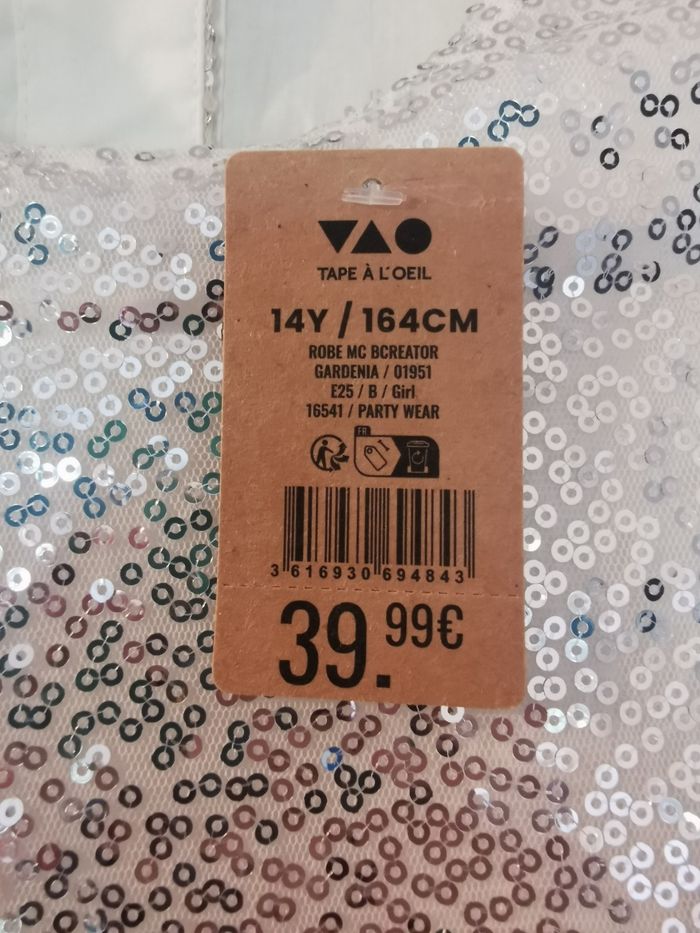 TAPE À L'OEIL
14Y / 164CM
ROBE MC BCREATOR
GARDENIA / 01951
E25 / B / Girl
16541 / PARTY WEAR
FR
3 616930 694843
39.99€